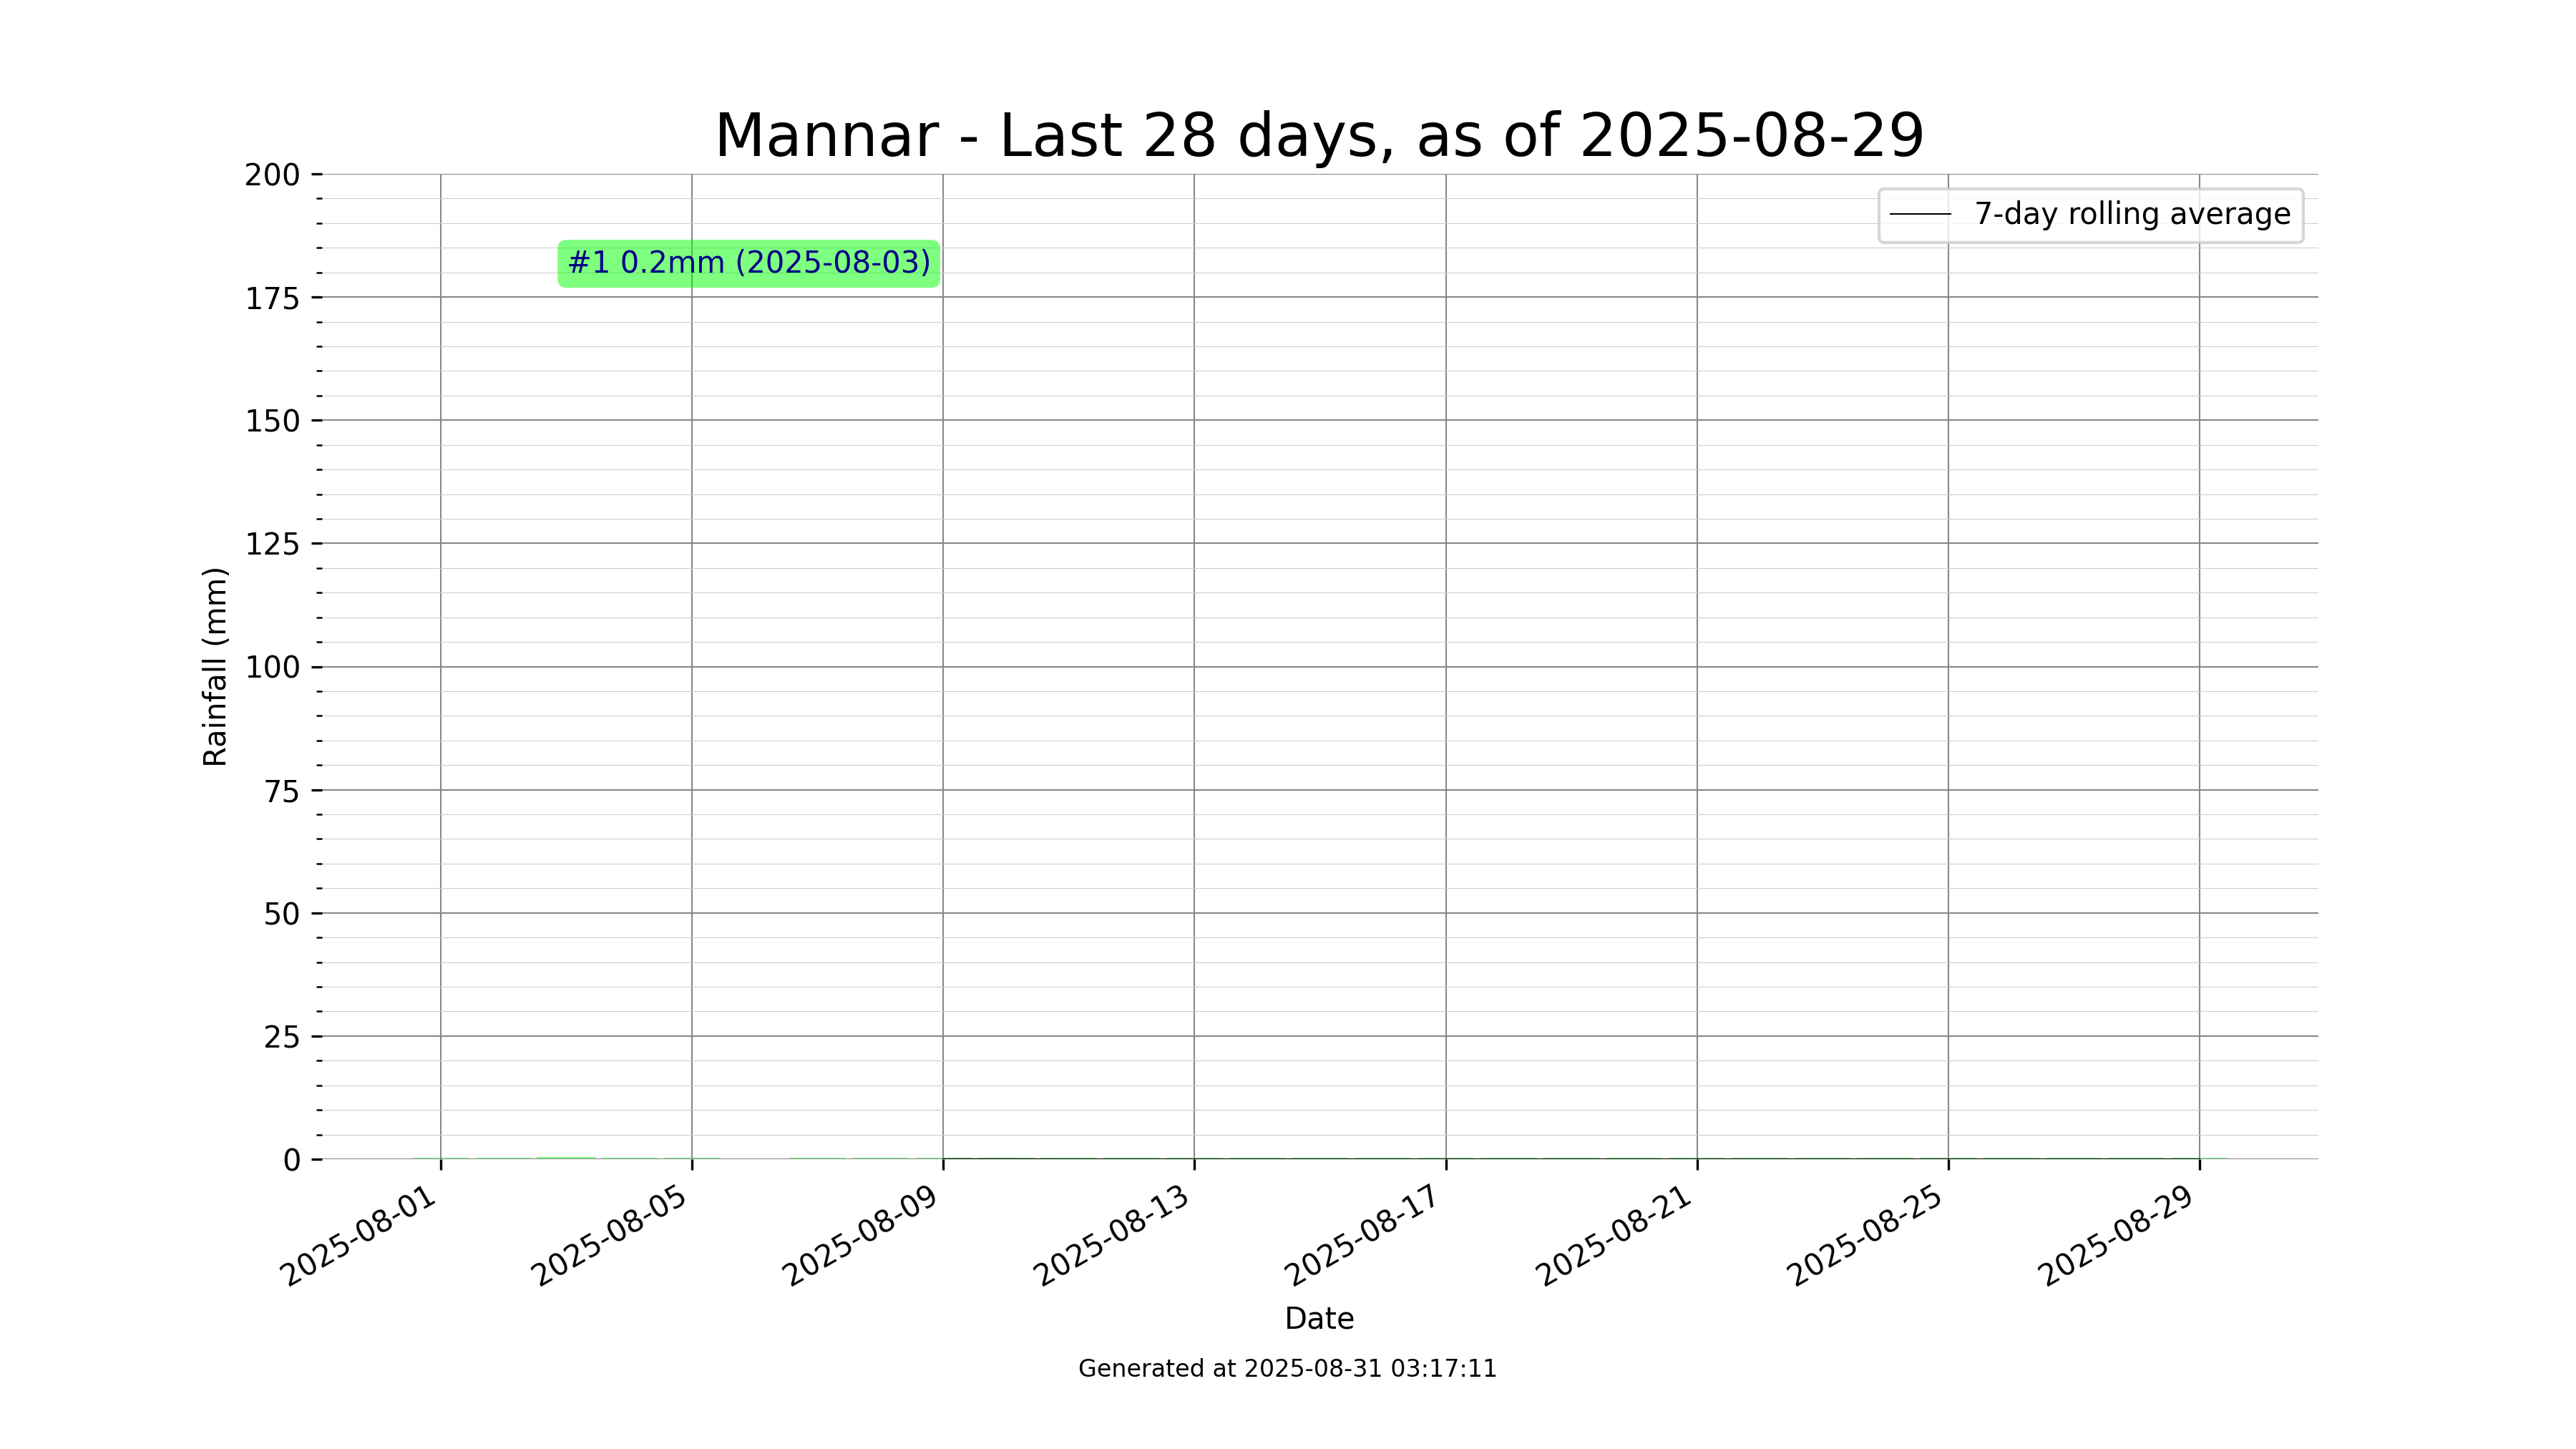 Mannar - Last 28 days, as of 2025-08-29
7-day rolling average
#1 0.2mm (2025-08-03)
Rainfall (mm)
200
175
150
125
100
75
50
25
0
2025-08-01
2025-08-05
2025-08-09
2025-08-13
2025-08-17
2025-08-21
2025-08-25
2025-08-29
Date
Generated at 2025-08-31 03:17:11